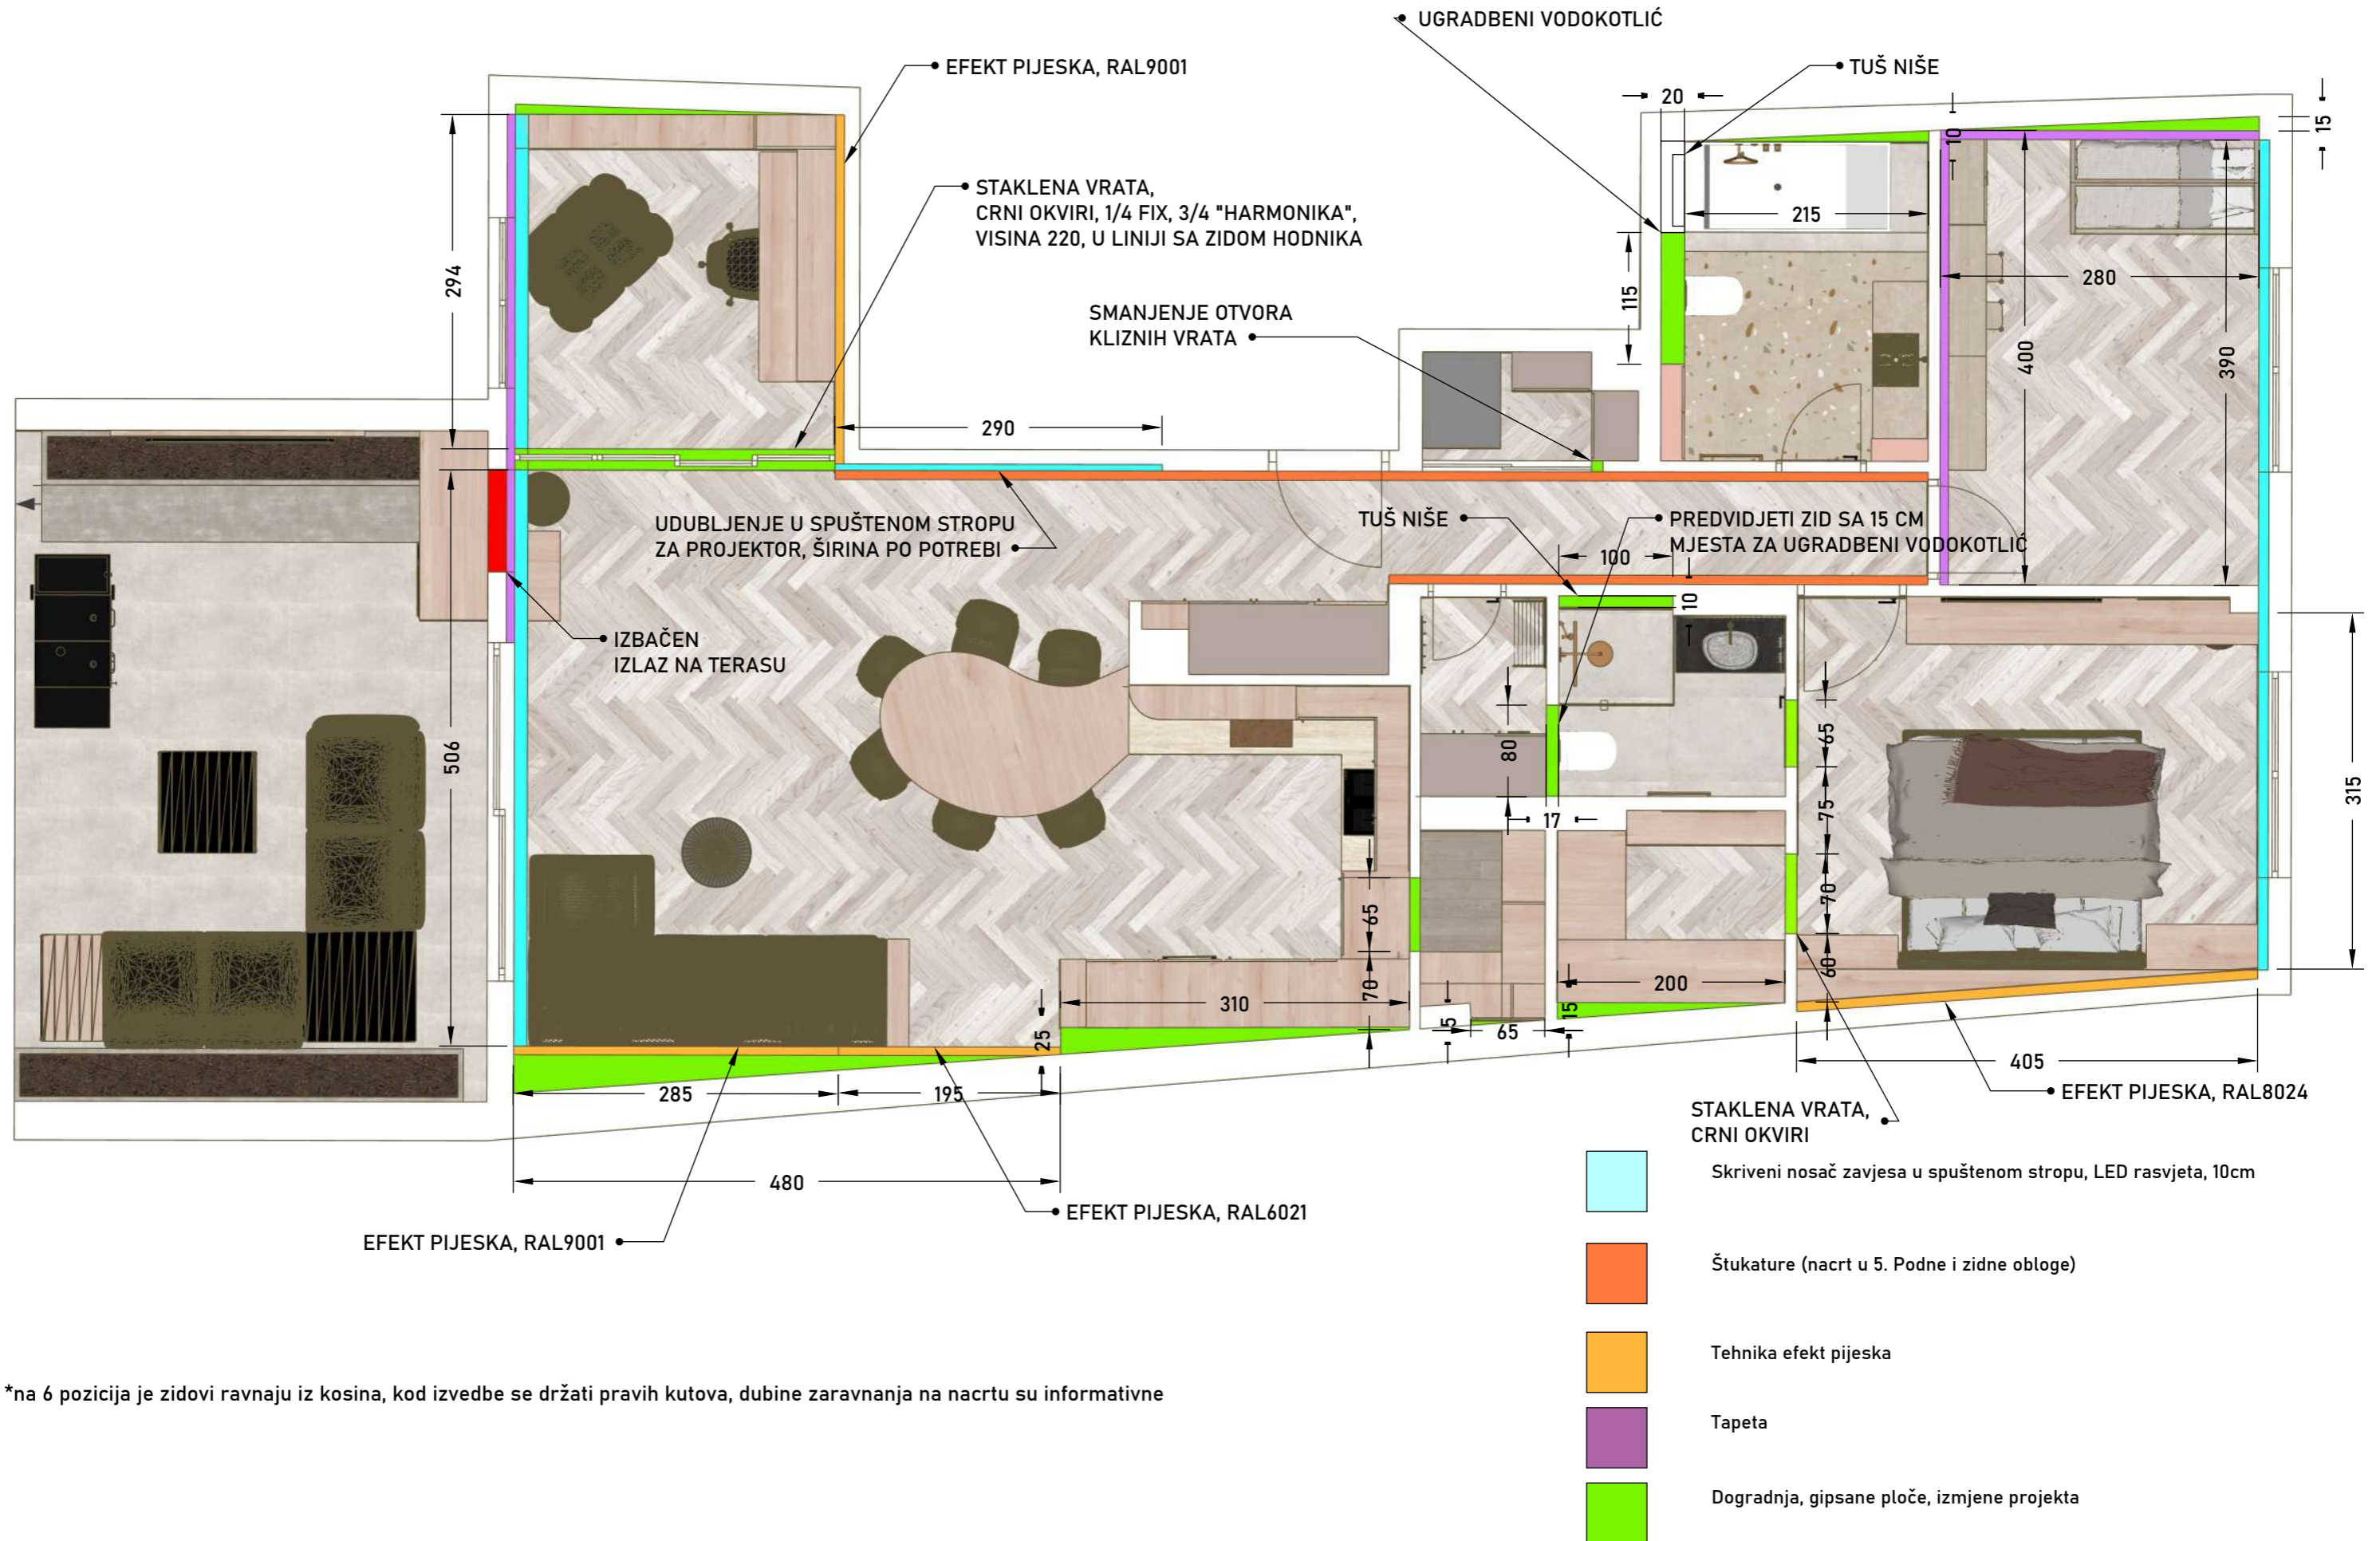 UGRADBENI VODOKOTLIĆ
EFEKT PIJESKA, RAL9001
TUŠ NIŠE
20
10
15
STAKLENA VRATA,
CRNI OKVIRI, 1/4 FIX, 3/4 "HARMONIKA",
VISINA 220, U LINIJI SA ZIDOM HODNIKA
215
294
280
115
SMANJENJE OTVORA
KLIZNIH VRATA
400
390
290
UDUBLJENJE U SPUŠTENOM STROPU
ZA PROJEKTOR, ŠIRINA PO POTREBI
TUŠ NIŠE
PREDVIDJETI ZID SA 15 CM
MJESTA ZA UGRADBENI VODOKOTLIĆ
100
10
IZBAČEN
IZLAZ NA TERASU
506
80
65
75
315
17
70
65
60
70
310
200
25
5
65
15
285
195
405
EFEKT PIJESKA, RAL8024
STAKLENA VRATA,
CRNI OKVIRI
480
EFEKT PIJESKA, RAL6021
EFEKT PIJESKA, RAL9001
Skriveni nosač zavjesa u spuštenom stropu, LED rasvjeta, 10cm
Štukature (nacrt u 5. Podne i zidne obloge)
Tehnika efekt pijeska
*na 6 pozicija je zidovi ravnaju iz kosina, kod izvedbe se držati pravih kutova, dubine zaravnanja na nacrtu su informativne
Tapeta
Dogradnja, gipsane ploče, izmjene projekta